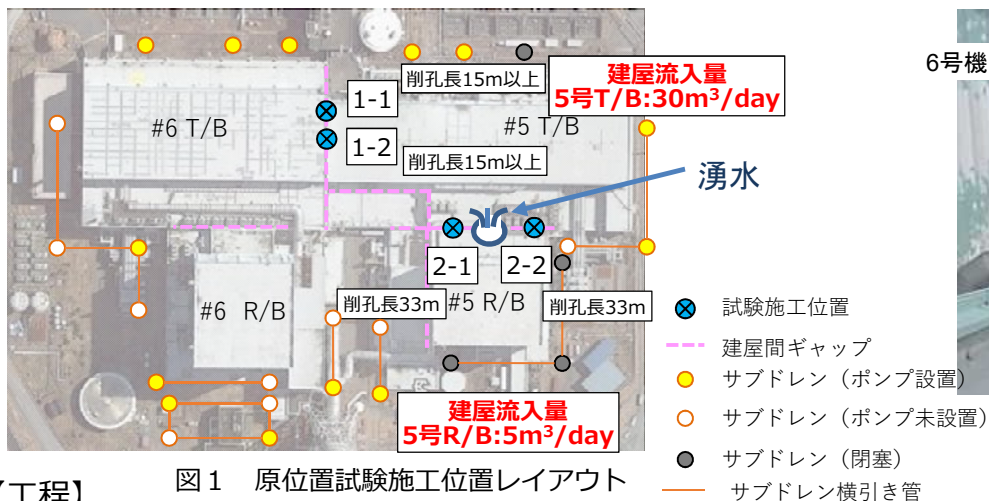 削孔長15m以上
建屋流入量
5号T/B:30m³/day
6号機
1-1
#6 T/B
#5 T/B
1-2
削孔長15m以上
湧水
2-1
2-2
#6 R/B
削孔長33m
#5 R/B
削孔長33m
試験施工位置
建屋間ギャップ
サブドレン（ポンプ設置）
サブドレン（ポンプ未設置）
サブドレン（閉塞）
サブドレン横引き管
建屋流入量
5号R/B:5m³/day
図１　原位置試験施工位置レイアウト
【工程】